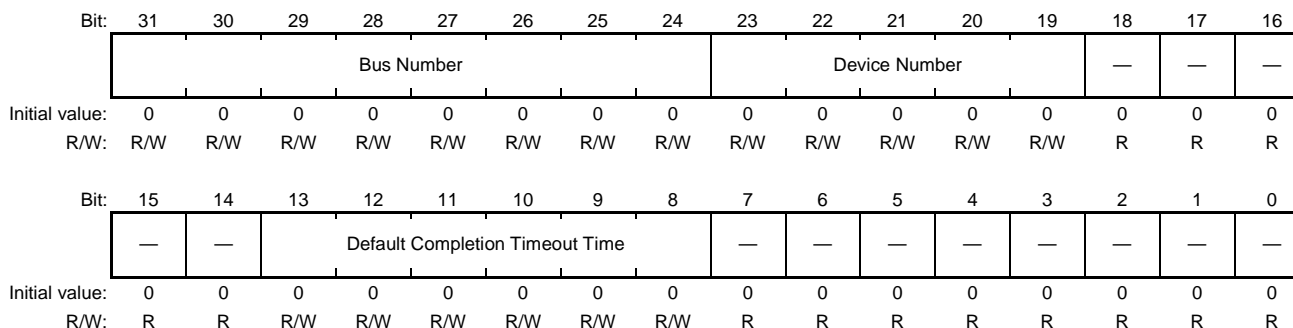 Bit: 31 30 29 28 27 26 25 24 23 22 21 20 19 18 17 16
Bus Number Device Number — — —
Initial value: 0 0 0 0 0 0 0 0 0 0 0 0 0 0 0 0
R/W: R/W R/W R/W R/W R/W R/W R/W R/W R/W R/W R/W R/W R/W R R R
Bit: 15 14 13 12 11 10 9 8 7 6 5 4 3 2 1 0
— — Default Completion Timeout Time — — — — — — — —
Initial value: 0 0 0 0 0 0 0 0 0 0 0 0 0 0 0 0
R/W: R R R/W R/W R/W R/W R/W R/W R R R R R R R R